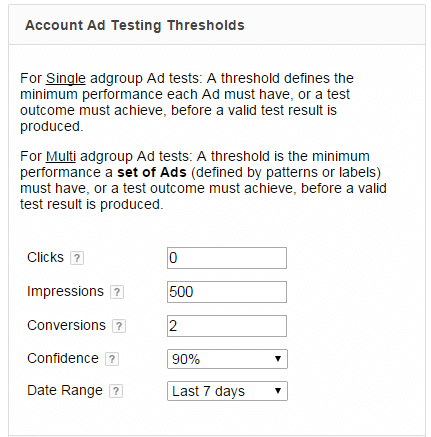 Account Ad Testing Thresholds
For Single adgroup Ad tests: A threshold defines the
minimum performance each Ad must have, or a test
outcome must achieve, before a valid test result is
produced.
For Multi adgroup Ad tests: A threshold is the minimum
performance a set of Ads (defined by patterns or labels)
must have, or a test outcome must achieve, before a valid
test result is produced.
Clicks ? 0
Impressions ? 500
Conversions ? 2
Confidence ? 90%
Date Range ? Last 7 days